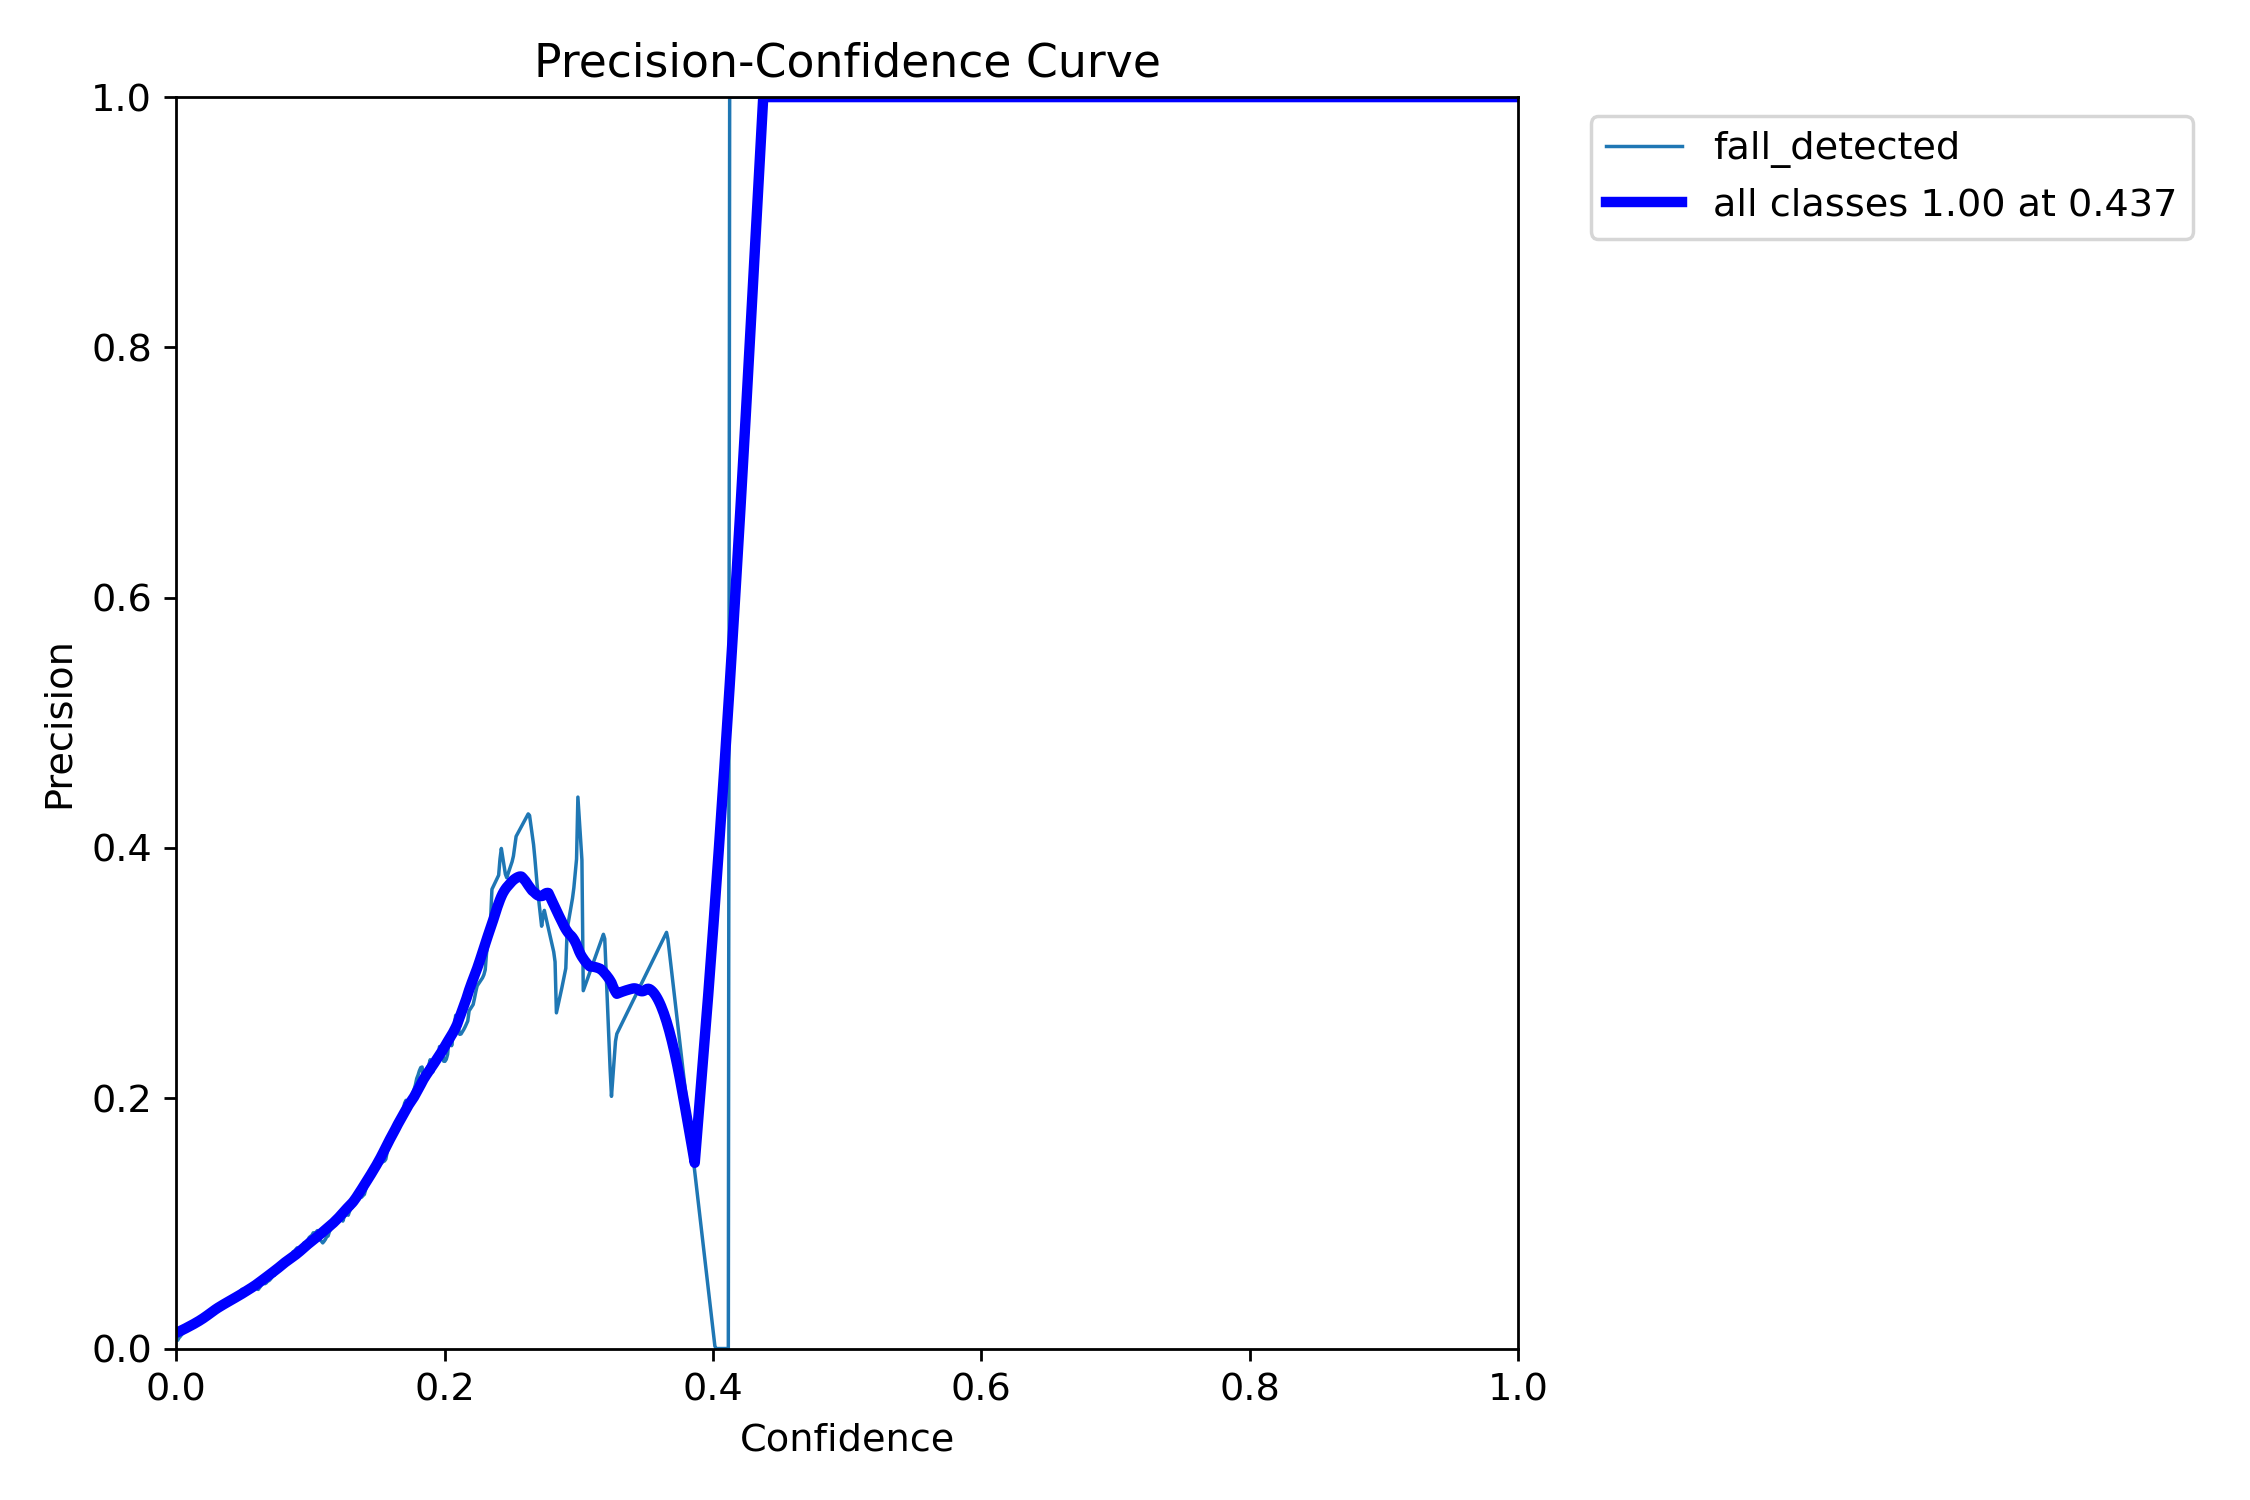 Precision-Confidence Curve
1.0
0.8
0.6
0.4
0.2
0.0
Precision
0.0 0.2 0.4 0.6 0.8 1.0
Confidence
fall_detected
all classes 1.00 at 0.437